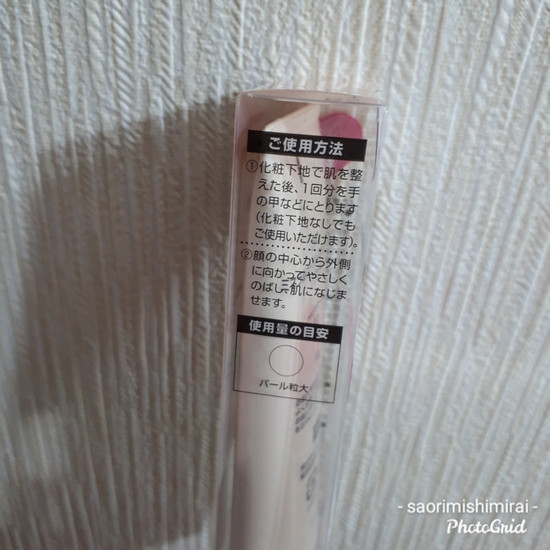 ご使用方法
①化粧下地で肌を整
えた後、1回分を手
の甲などにとります
(化粧下地なしでも
ご使用いただけます)。
②顔の中心から外側
に向かってやさしく
のばし、肌になじま
せます。
使用量の目安
パール粒大
- saorimishimirai -
PhotoGrid